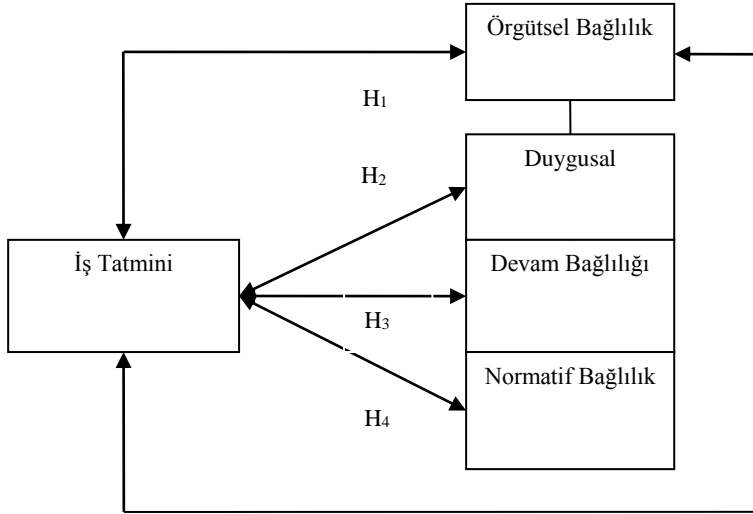 Örgütsel Bağlılık
H1
Duygusal
H2
İş Tatmini
Devam Bağlılığı
H3
Normatif Bağlılık
H4